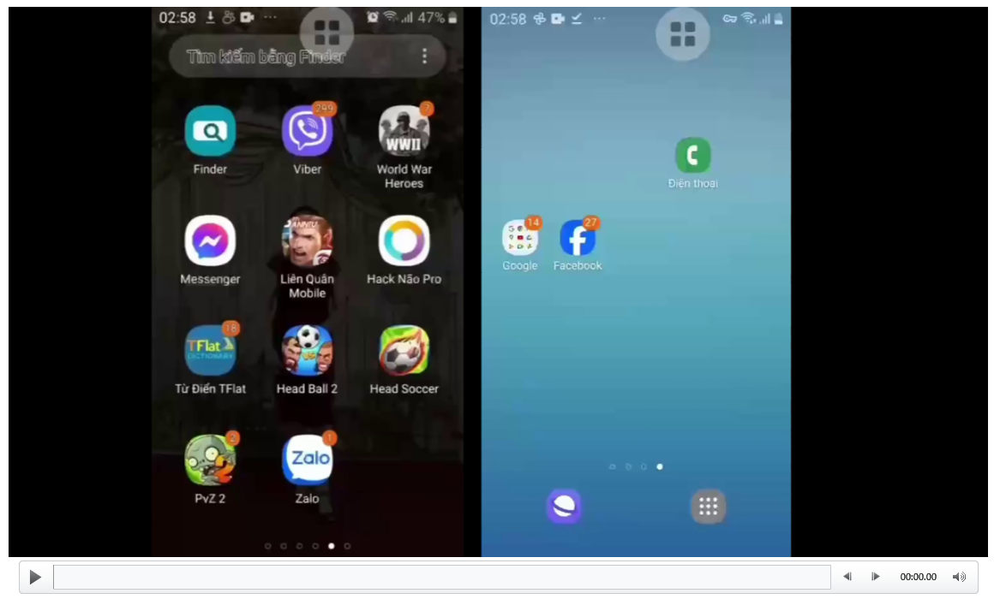 02:58
47%
Tìm kiếm bằng Finder
Finder
299
Viber
7
WWII
World War
Heroes
Messenger
Liên Quân
Mobile
Hack Não Pro
18
TFlat
DICTIONARY
Từ Điển TFlat
VS
Head Ball 2
Head Soccer
2
PvZ 2
1
Zalo
Zalo
02:58
Điện thoại
14
Google
27
Facebook
00:00.00